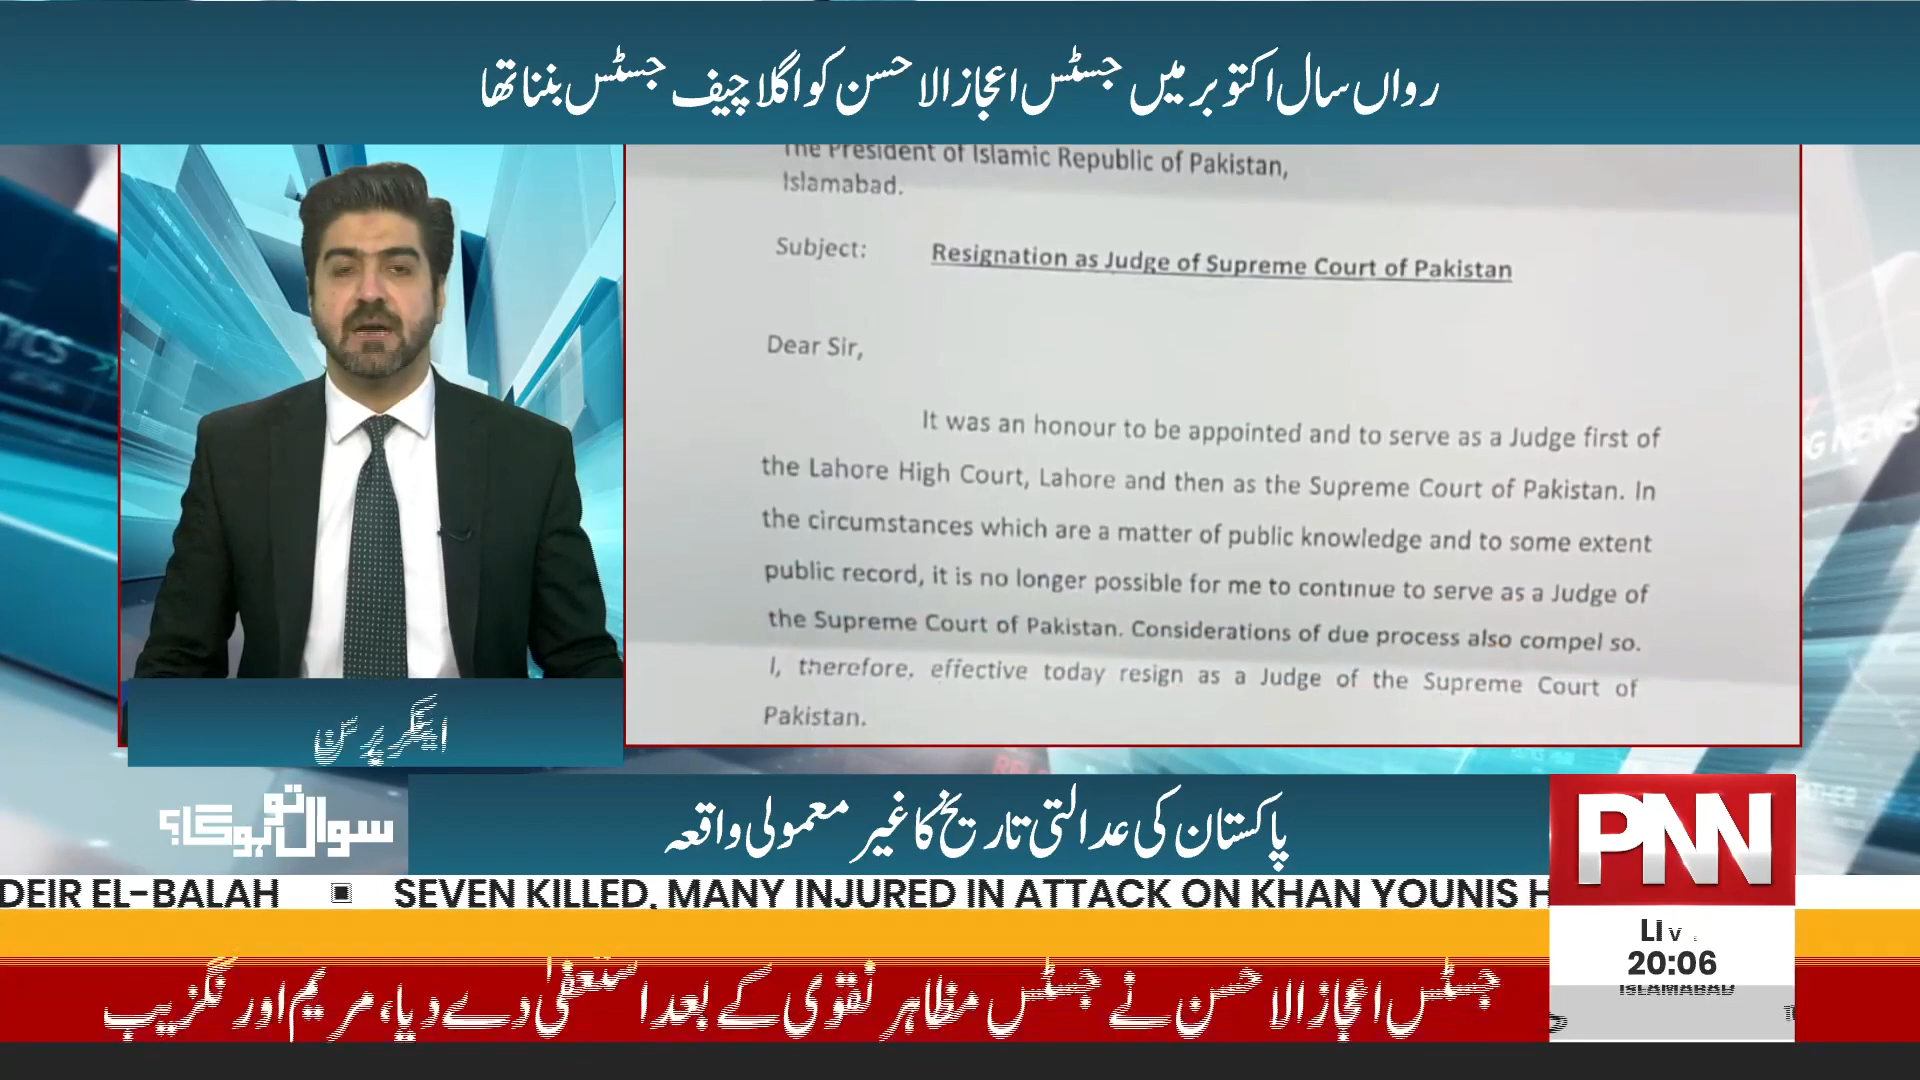 رواں سال اکتوبر میں جسٹس اعجاز الاحسن کو اگلا چیف جسٹس بننا تھا
The President of Islamic Republic of Pakistan,
Islamabad.
Subject: Resignation as Judge of Supreme Court of Pakistan
Dear Sir,
It was an honour to be appointed and to serve as a Judge first of
the Lahore High Court, Lahore and then as the Supreme Court of Pakistan. In
the circumstances which are a matter of public knowledge and to some extent
public record, it is no longer possible for me to continue to serve as a Judge of
the Supreme Court of Pakistan. Considerations of due process also compel so.
I, therefore, effective today resign as a Judge of the Supreme Court of
Pakistan.
اینکر پرسن
سوال تو ہوگا؟
پاکستان کی عدالتی تاریخ کا غیر معمولی واقعہ
PNN
DEIR EL-BALAH ▪ SEVEN KILLED, MANY INJURED IN ATTACK ON KHAN YOUNIS H
20:06
ISLAMABAD
جسٹس اعجاز الاحسن نے جسٹس مظاہر نقوی کے بعد استعفیٰ دے دیا، مریم اورنگزیب